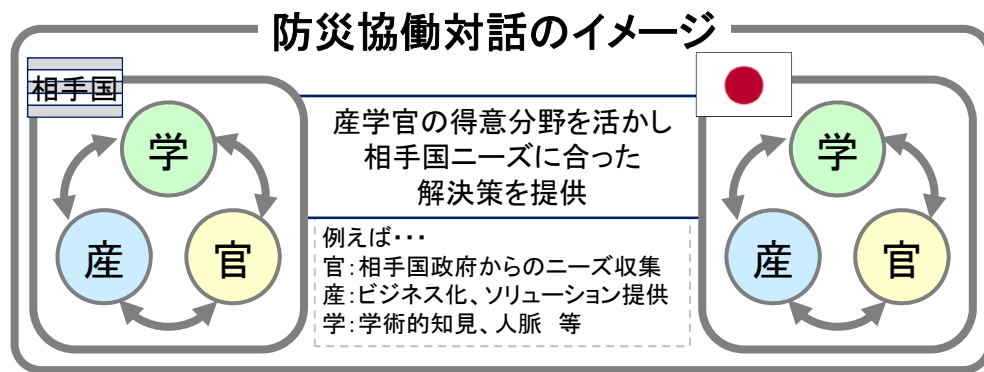 防災協働対話のイメージ
相手国
学
産
官
産学官の得意分野を活かし
相手国ニーズに合った
解決策を提供
例えば・・・
官：相手国政府からのニーズ収集
産：ビジネス化、ソリューション提供
学：学術的知見、人脈　等
学
産
官